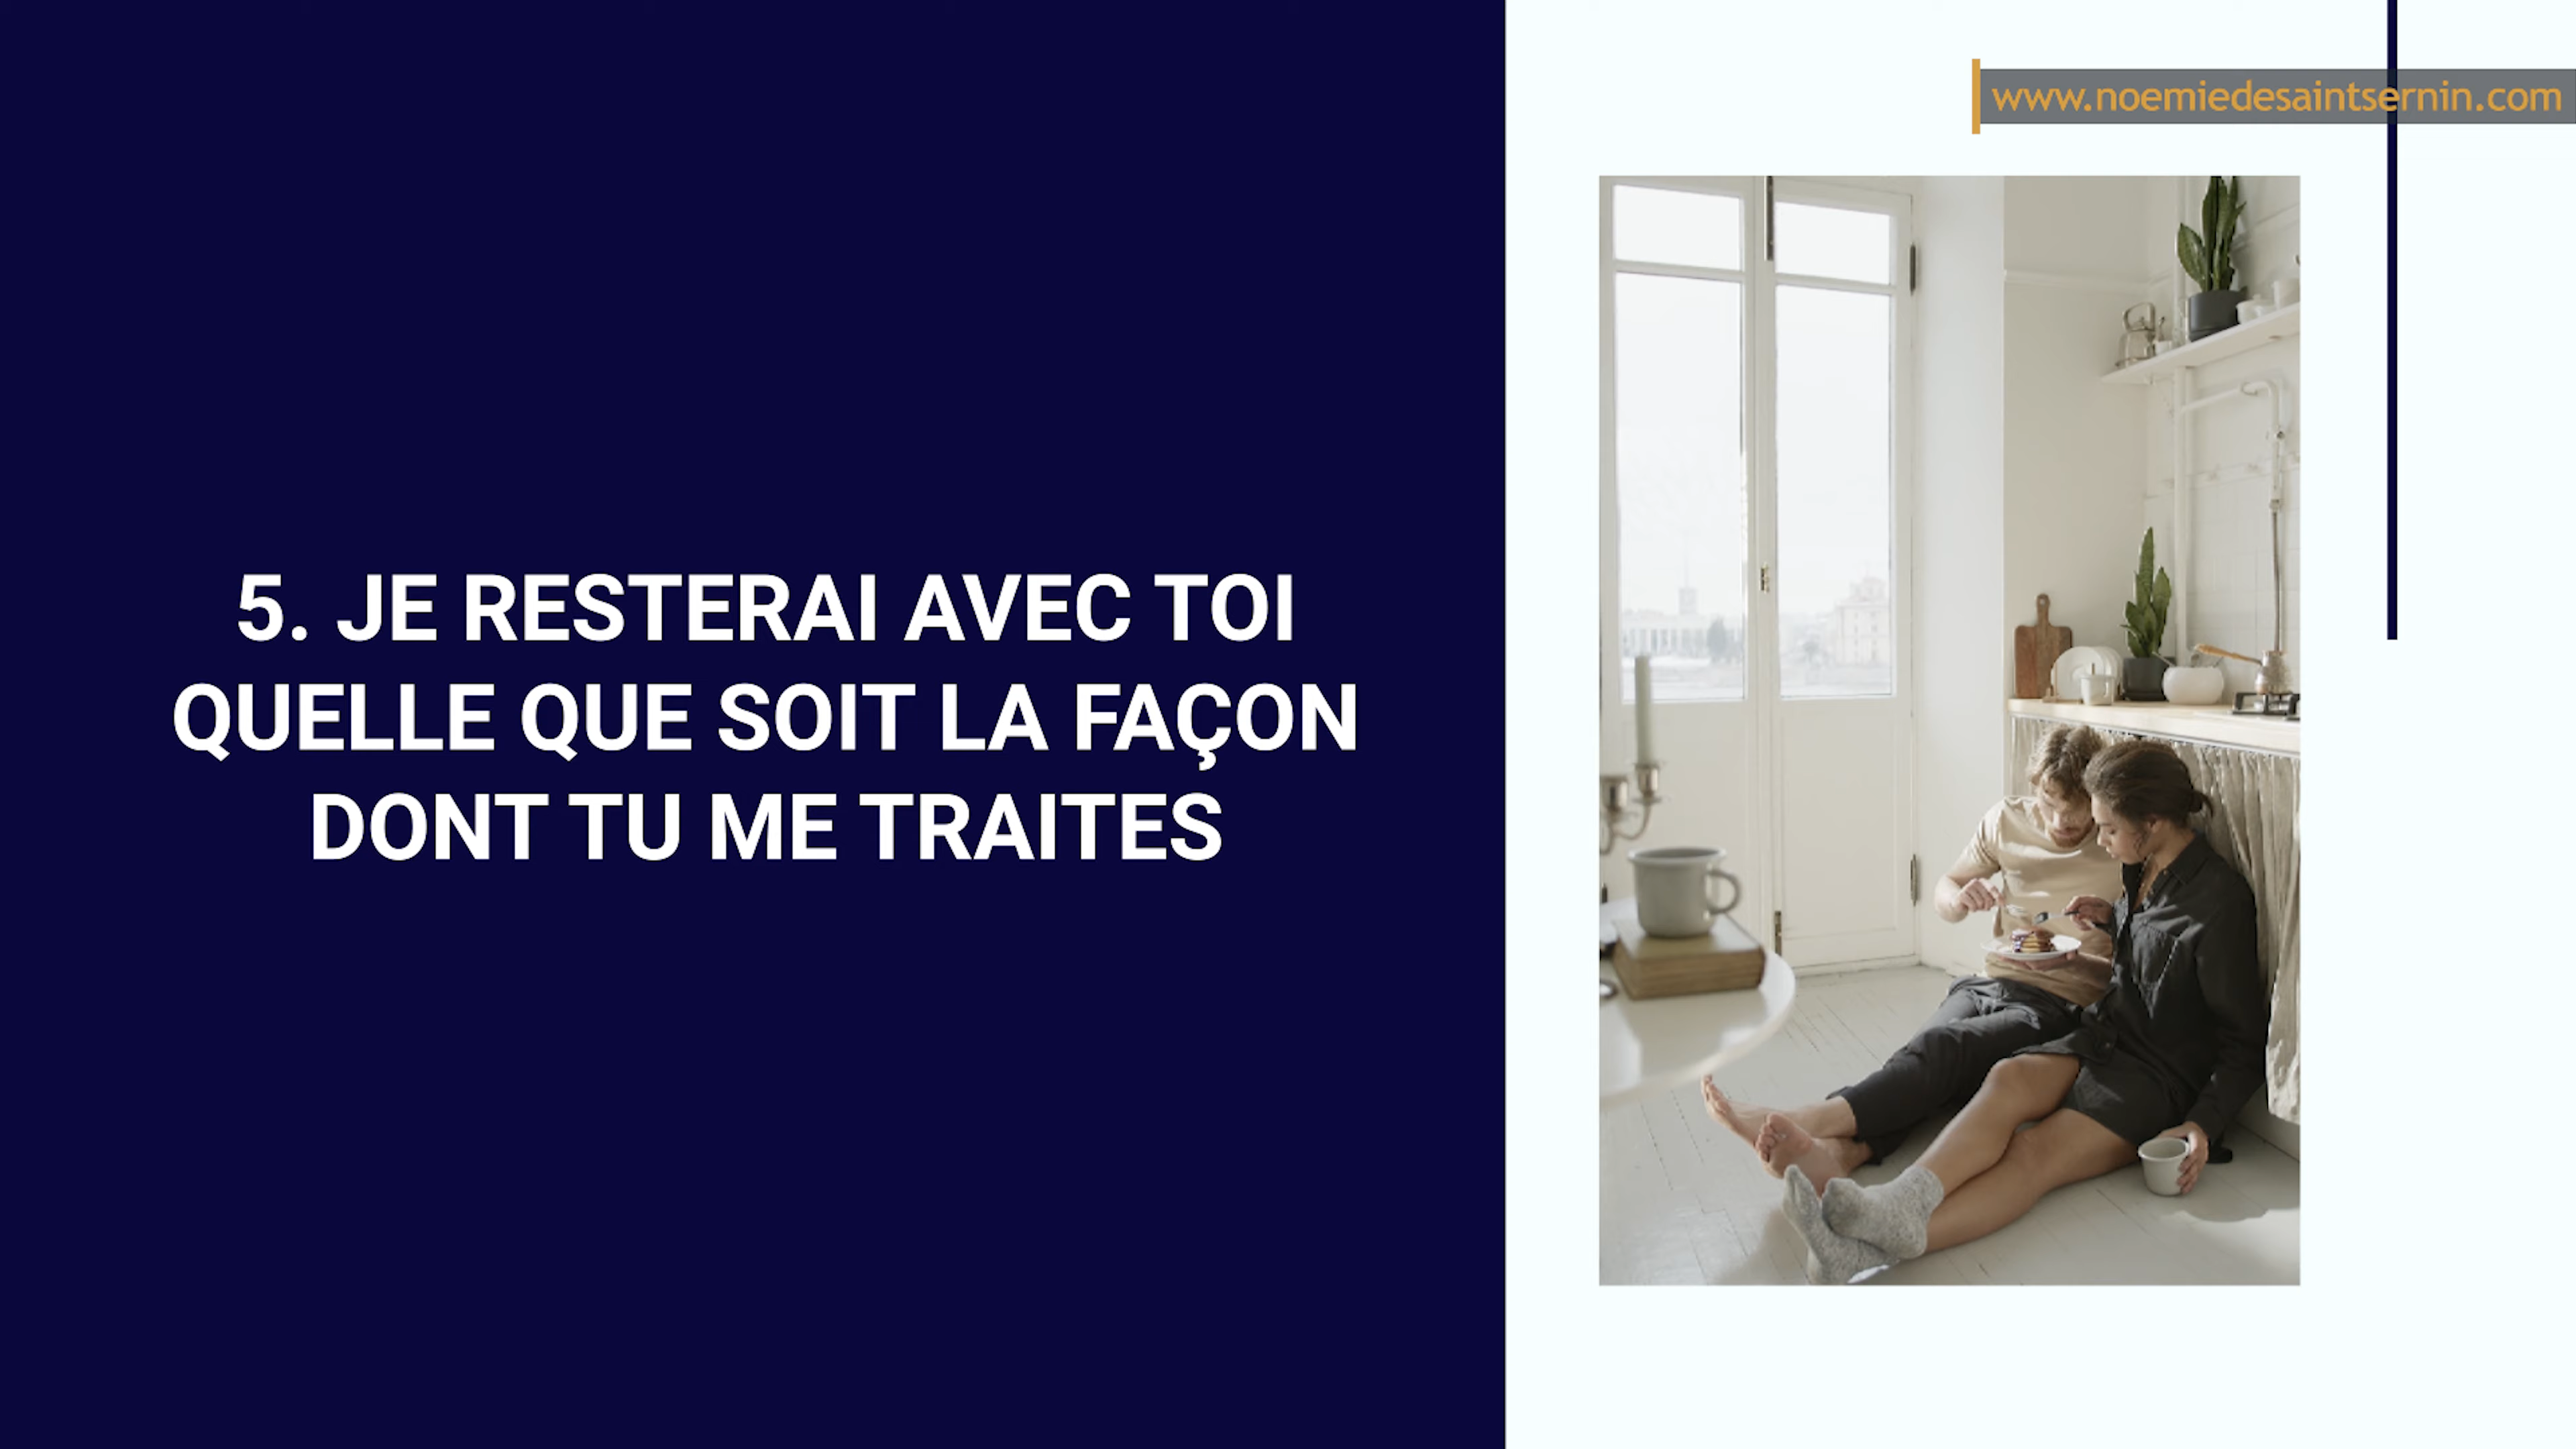 www.noemiedesaintsernin.com
5. JE RESTERAI AVEC TOI
QUELLE QUE SOIT LA FAÇON
DONT TU ME TRAITES